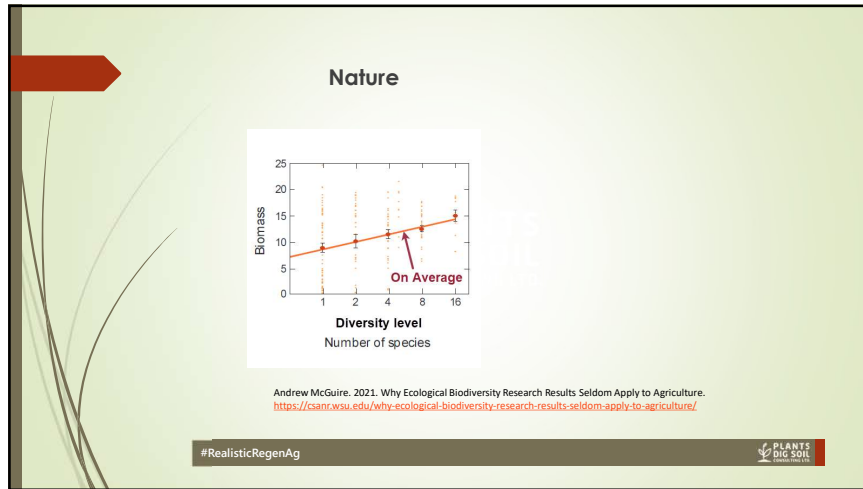 Nature
25
20
15
10
5
0
Biomass
On Average
1 2 4 8 16
Diversity level
Number of species
Andrew McGuire. 2021. Why Ecological Biodiversity Research Results Seldom Apply to Agriculture.
https://csanr.wsu.edu/why-ecological-biodiversity-research-results-seldom-apply-to-agriculture/
#RealisticRegenAg
PLANTS
DIG SOIL
CONSULTING LTD